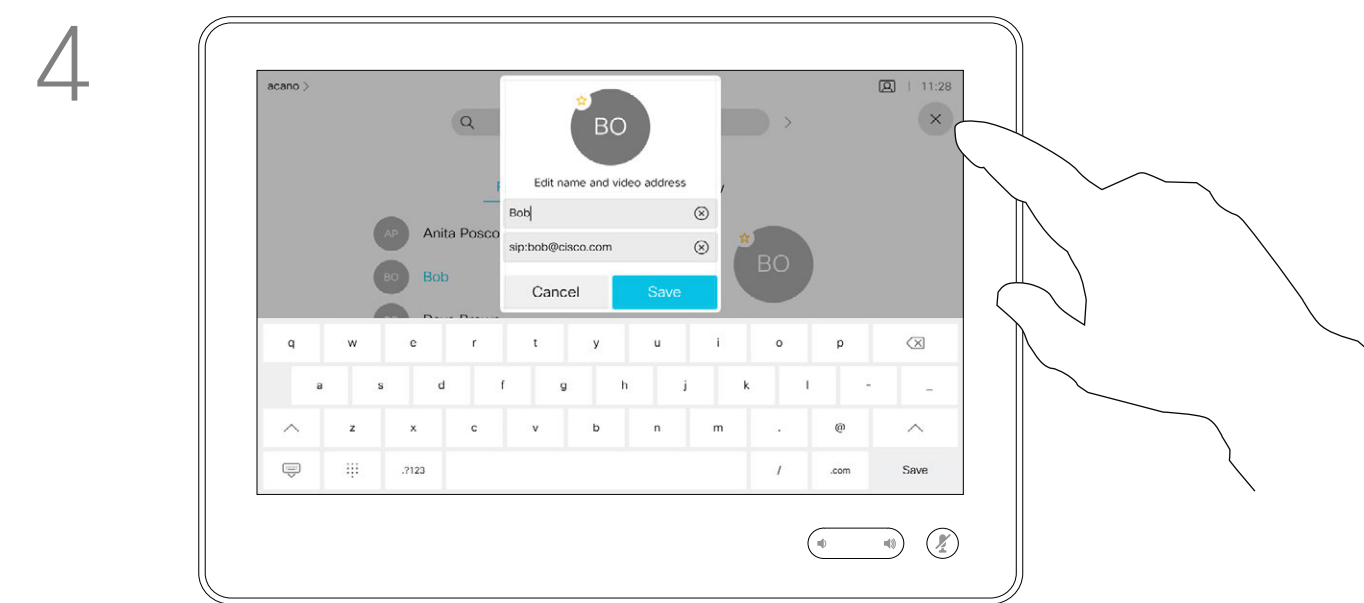 4
acano >
11:28
BO
Edit name and video address
Bob
sip:bob@cisco.com
Cancel
Save
AP
Anita Posco
BO
Bob
BO
q w e r t y u i o p
a s d f g h j k l - _
z x c v b n m . @
.?123 / .com Save